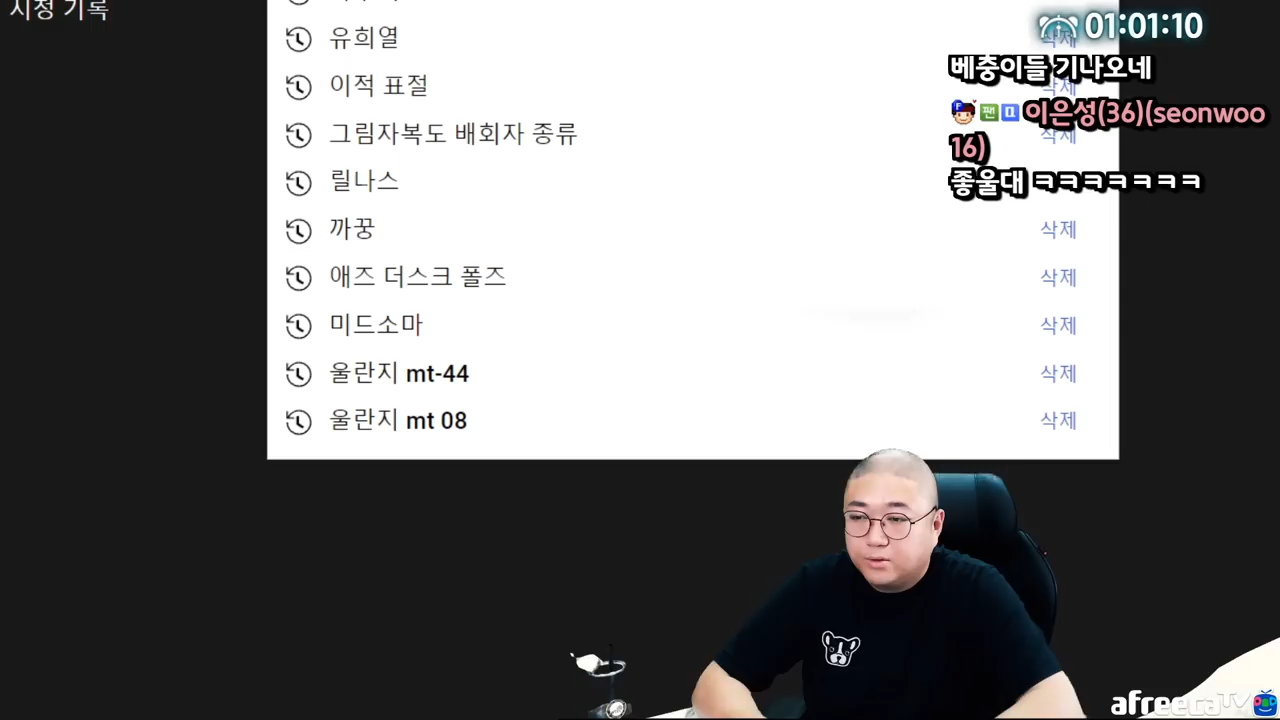 시청 기록
유희열
이적 표절
그림자복도 배회자 종류
릴나스
까꿍
삭제
애즈 더스크 폴즈
삭제
미드소마
삭제
울란지 mt-44
삭제
울란지 mt 08
삭제
01:01:10
삭제
베충이들 기나오네
삭제
F 팬 따 이은성(36)(seonwoo
16)
삭제
좋울대 ㅋㅋㅋㅋㅋㅋㅋ
afreecaTV